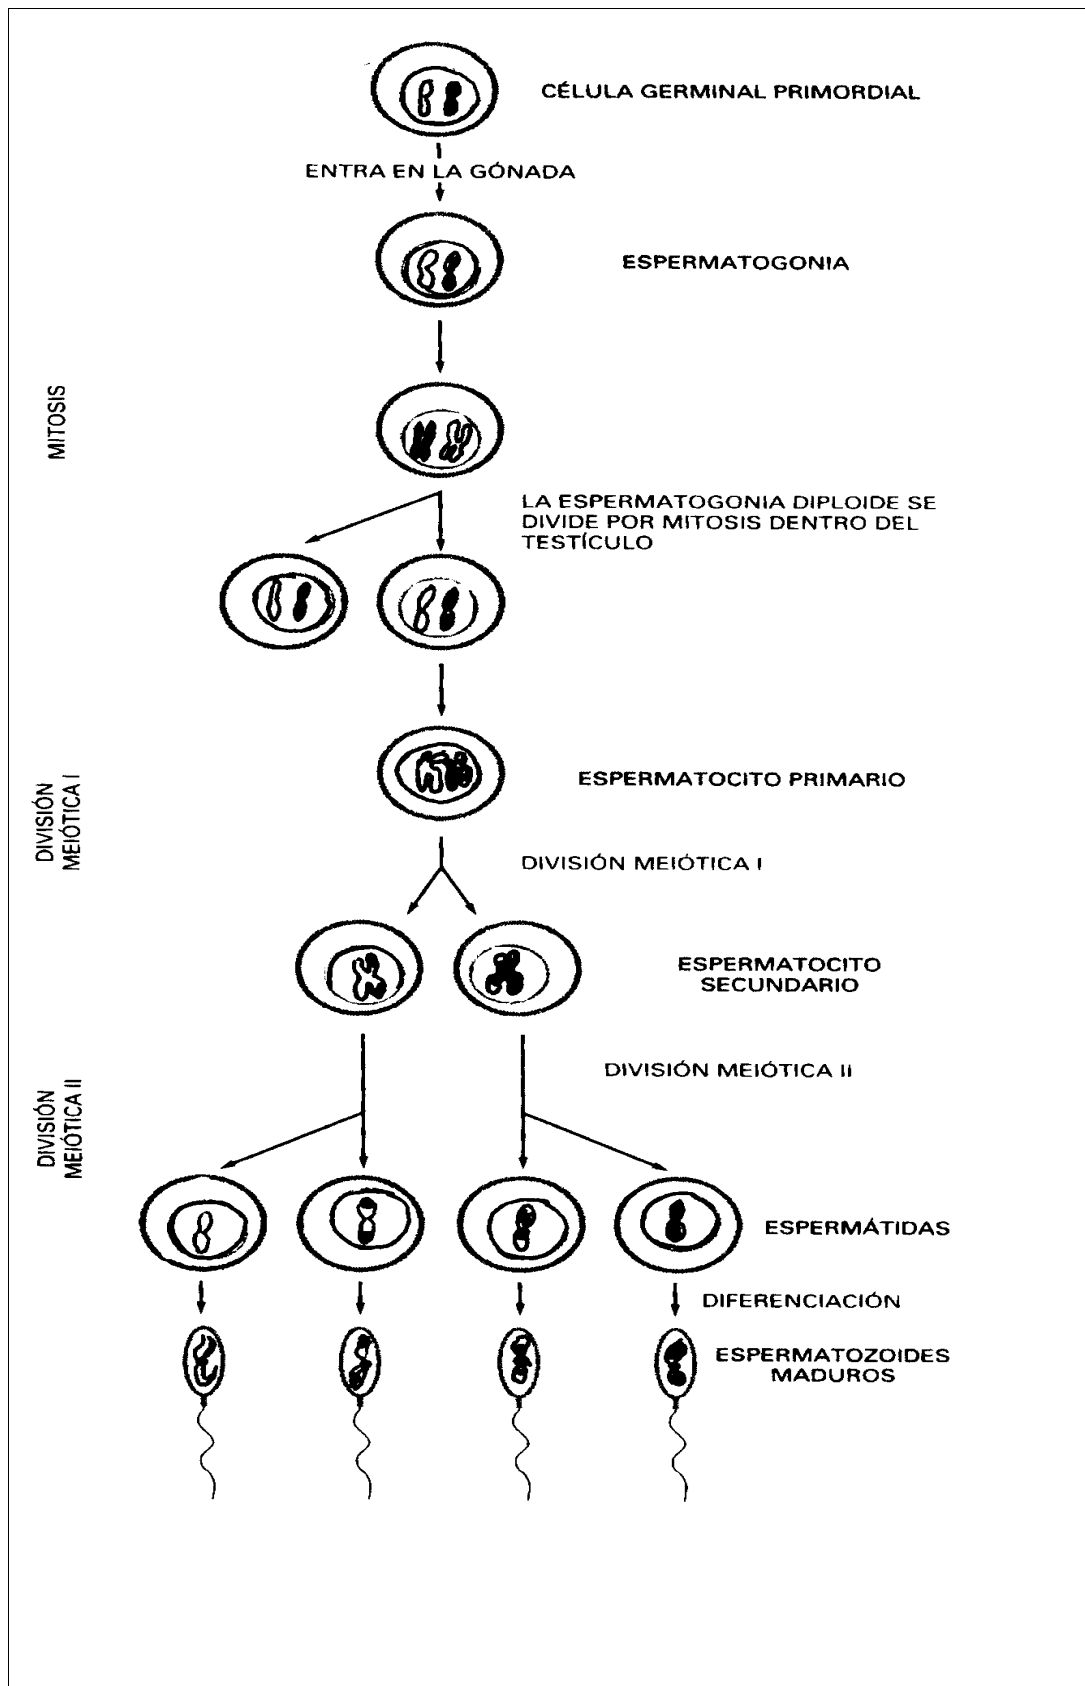 CÉLULA GERMINAL PRIMORDIAL
ENTRA EN LA GÓNADA
ESPERMATOGONIA
MITOSIS
LA ESPERMATOGONIA DIPLOIDE SE
DIVIDE POR MITOSIS DENTRO DEL
TESTÍCULO
ESPERMATOCITO PRIMARIO
DIVISIÓN
MEIÓTICA I
DIVISIÓN MEIÓTICA I
ESPERMATOCITO
SECUNDARIO
DIVISIÓN MEIÓTICA II
DIVISIÓN
MEIÓTICA II
ESPERMÁTIDAS
DIFERENCIACIÓN
ESPERMATOZOIDES
MADUROS